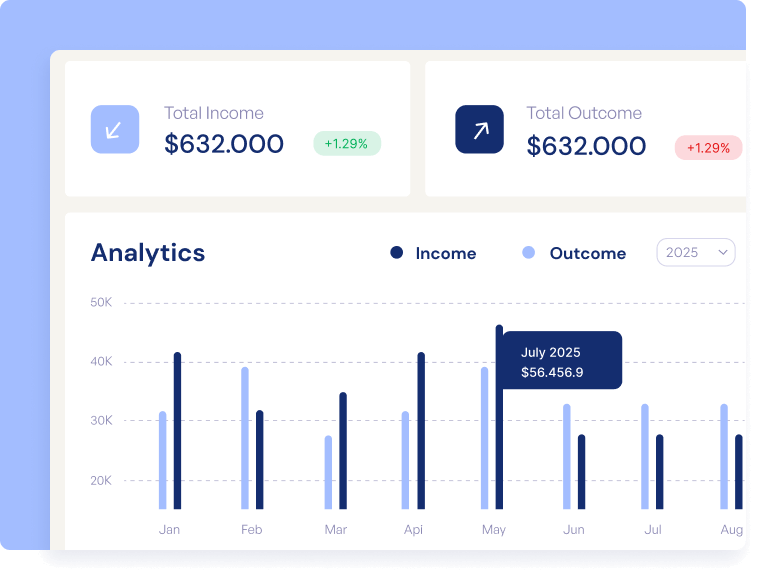 Total Income
$632.000
+1.29%
Total Outcome
$632.000
+1.29%
Analytics
Income
Outcome
2025
50K
40K
30K
20K
July 2025
$56.456.9
Jan
Feb
Mar
Api
May
Jun
Jul
Aug